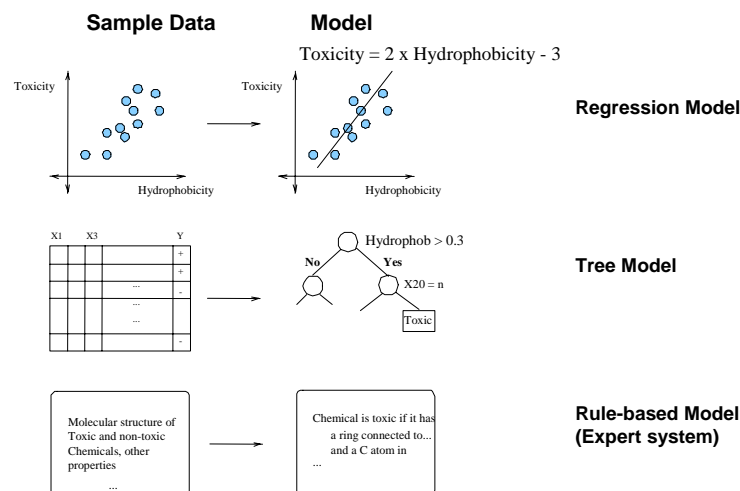 Sample Data
Model
Toxicity = 2 x Hydrophobicity - 3
Toxicity
Hydrophobicity
Toxicity
Hydrophobicity
Regression Model
X1 X3 Y
+
+
... -
...
...
-
Hydrophob > 0.3
No Yes
X20 = n
Toxic
Tree Model
Molecular structure of
Toxic and non-toxic
Chemicals, other
properties
...
Chemical is toxic if it has
a ring connected to...
and a C atom in
...
Rule-based Model
(Expert system)